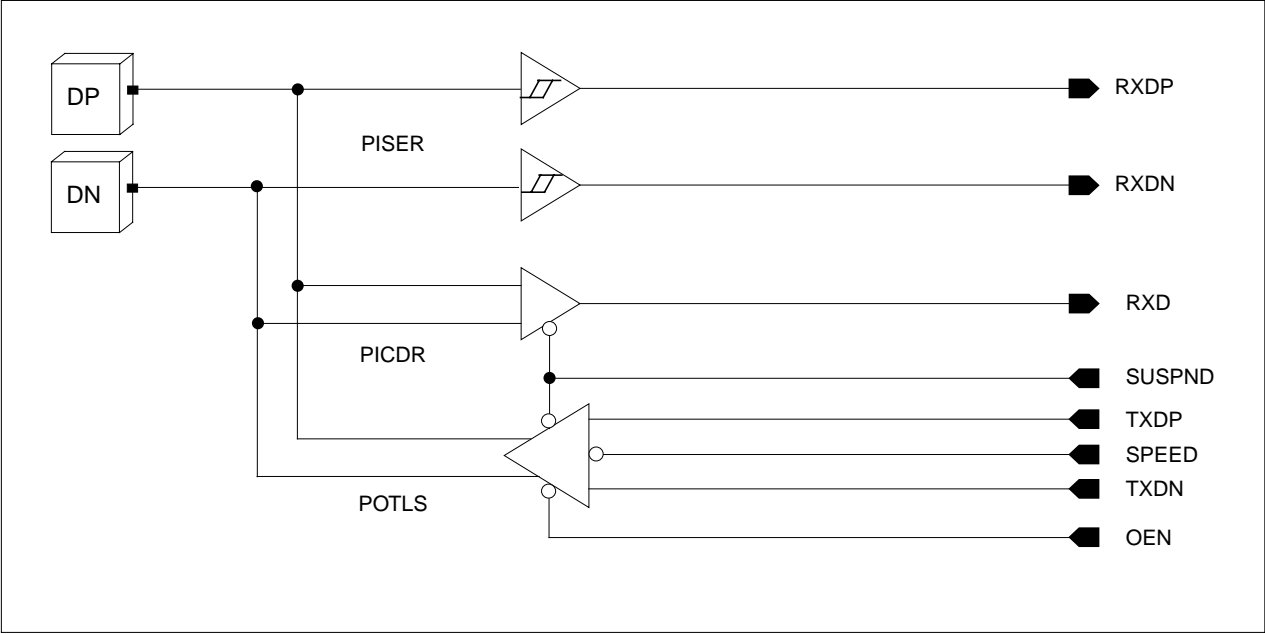 DP
RXDP
PISER
DN
RXDN
RXD
PICDR
SUSPND
TXDP
SPEED
TXDN
POTLS
OEN